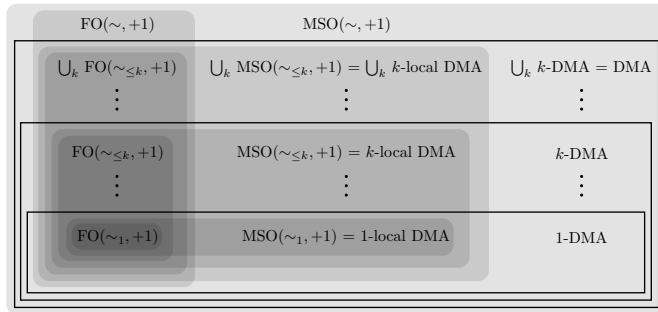 FO(∼, +1) MSO(∼, +1)
⋃ₖ FO(∼≤ₖ, +1) ⋃ₖ MSO(∼≤ₖ, +1) = ⋃ₖ k-local DMA ⋃ₖ k-DMA = DMA
⋮ ⋮ ⋮
FO(∼≤ₖ, +1) MSO(∼≤ₖ, +1) = k-local DMA k-DMA
⋮ ⋮ ⋮
FO(∼₁, +1) MSO(∼₁, +1) = 1-local DMA 1-DMA